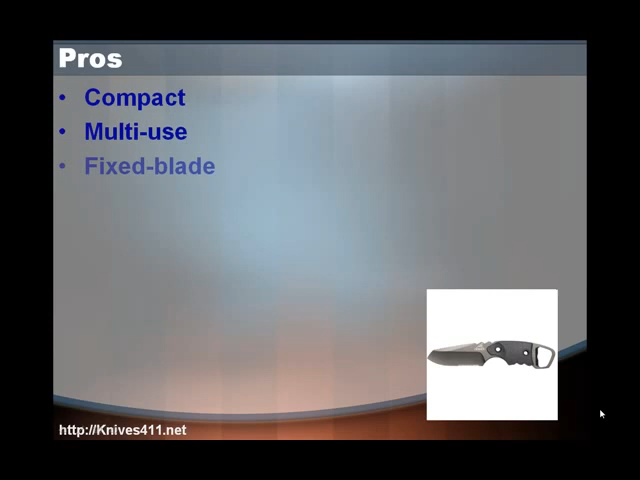 Pros
• Compact
• Multi-use
• Fixed-blade
http://Knives411.net